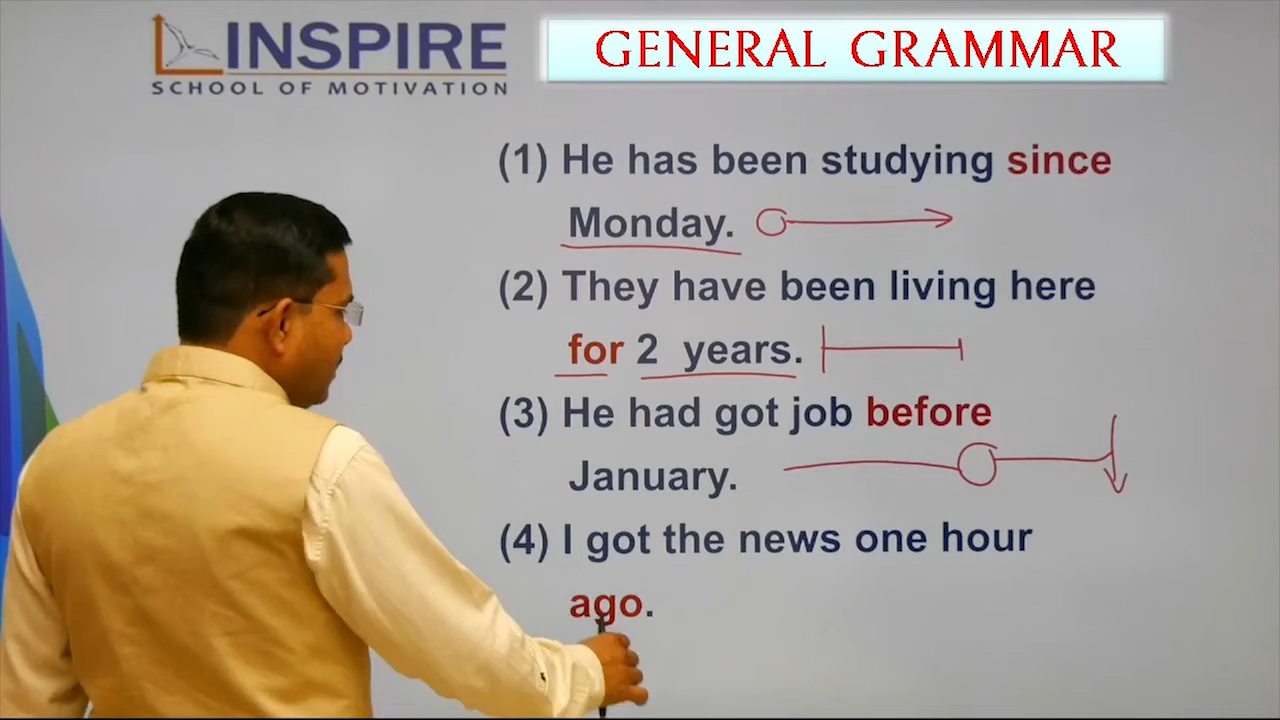 INSPIRE
SCHOOL OF MOTIVATION
GENERAL GRAMMAR
(1) He has been studying since
Monday.
(2) They have been living here
for 2 years.
(3) He had got job before
January.
(4) I got the news one hour
ago.